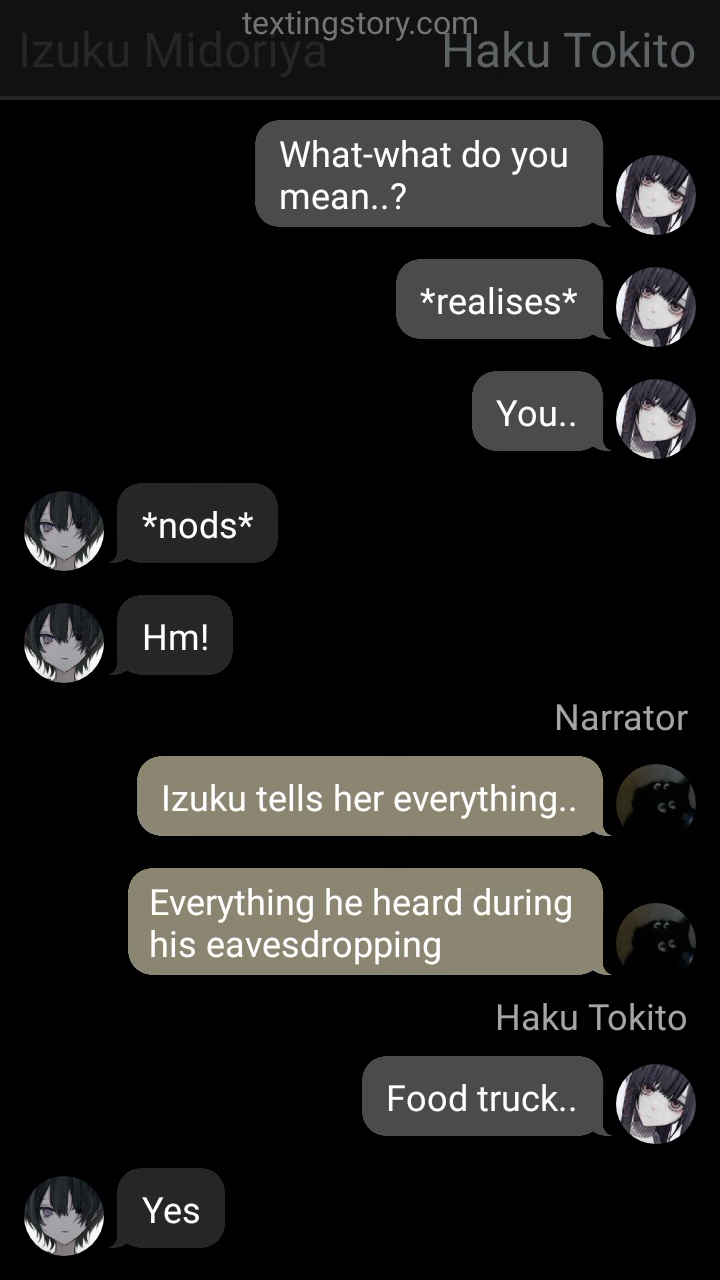 textingstory.com
Izuku Midoriya
Haku Tokito
What-what do you
mean..?
*realises*
You..
*nods*
Hm!
Narrator
Izuku tells her everything..
Everything he heard during
his eavesdropping
Haku Tokito
Food truck..
Yes